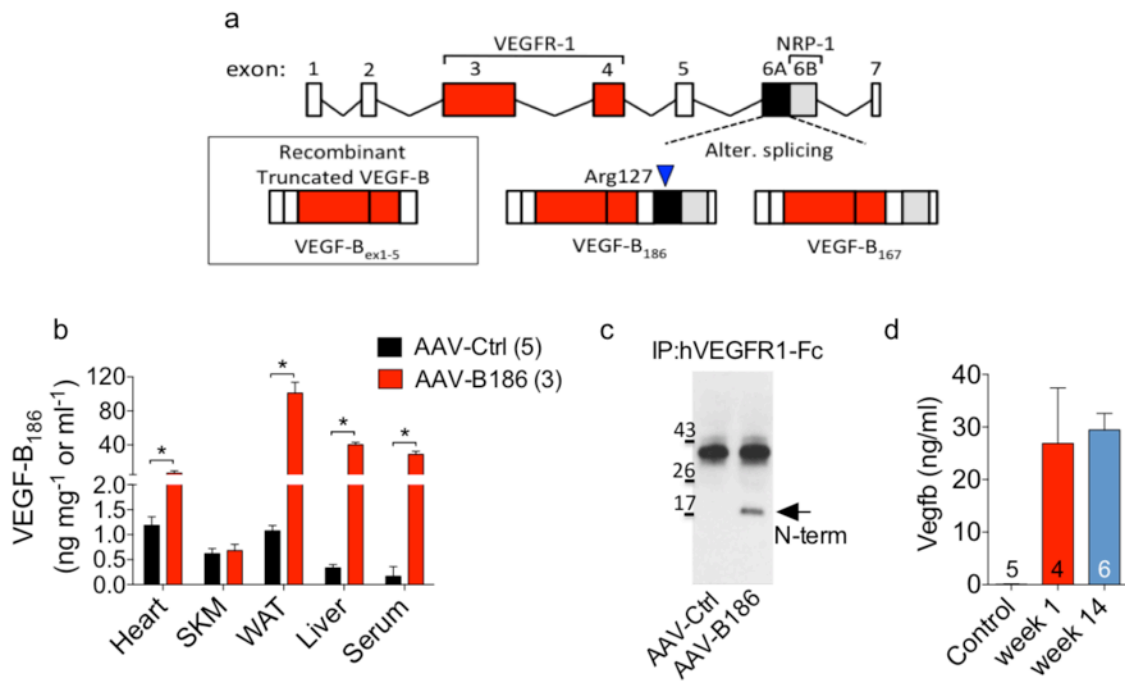 a
VEGFR-1 NRP-1
exon: 1 2 3 4 5 6A 6B 7
Recombinant
Truncated VEGF-B
VEGF-Bex1-5
Alter. splicing
Arg127
VEGF-B186
VEGF-B167
b
AAV-Ctrl (5)
AAV-B186 (3)
VEGF-B186
(ng mg-1 or ml-1)
120
80
40
2.0
1.5
1.0
0.5
0.0
* * * *
Heart SKM WAT Liver Serum
c
IP:hVEGFR1-Fc
43
26
17
N-term
AAV-Ctrl
AAV-B186
d
Vegfb (ng/ml)
40
30
20
10
0
5 4 6
Control week 1 week 14